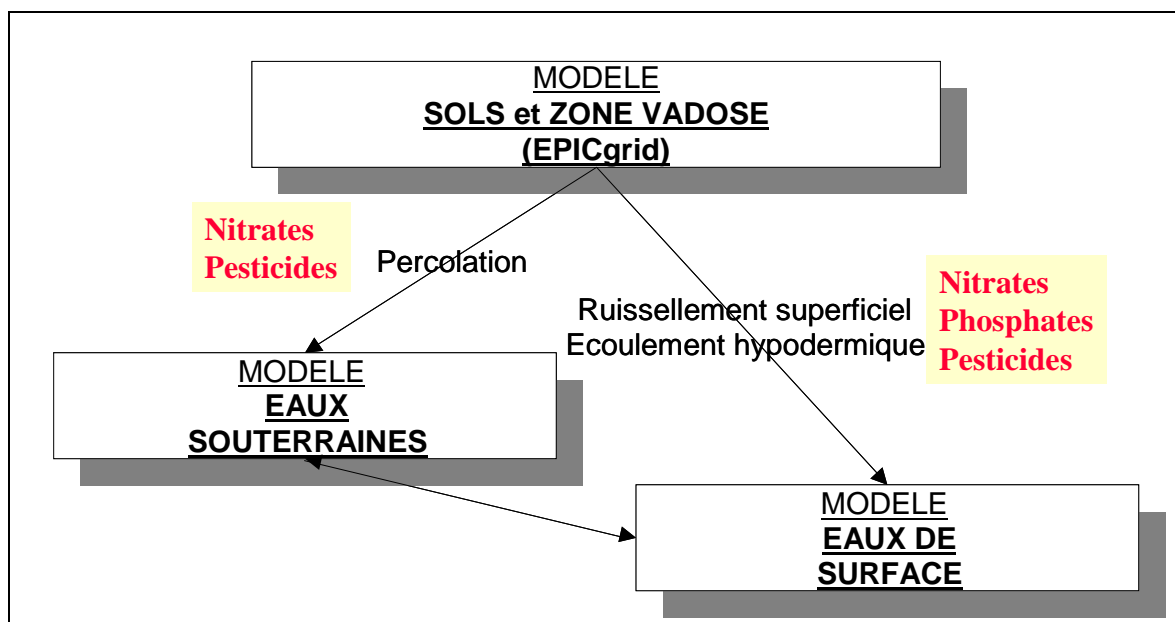 MODELE
SOLS et ZONE VADOSE
(EPICgrid)
Nitrates
Pesticides
Percolation
Ruissellement superficiel
Ecoulement hypodermique
Nitrates
Phosphates
Pesticides
MODELE
EAUX
SOUTERRAINES
MODELE
EAUX DE
SURFACE